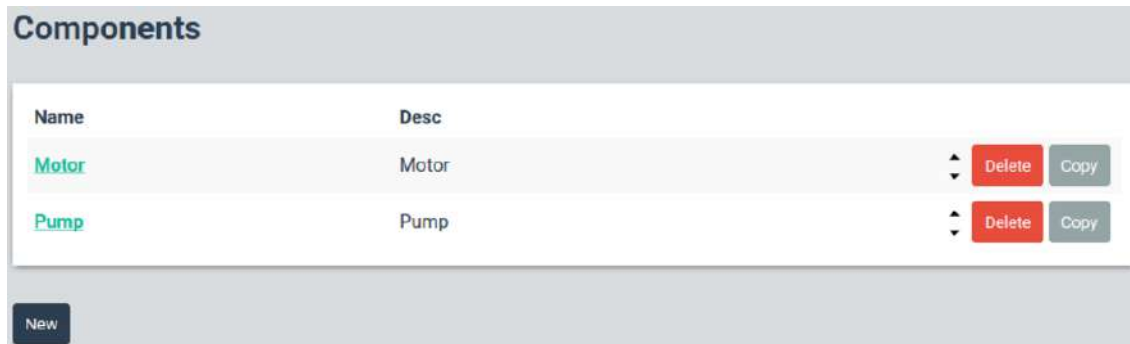 Components
Name Desc
Motor Motor Delete Copy
Pump Pump Delete Copy
New